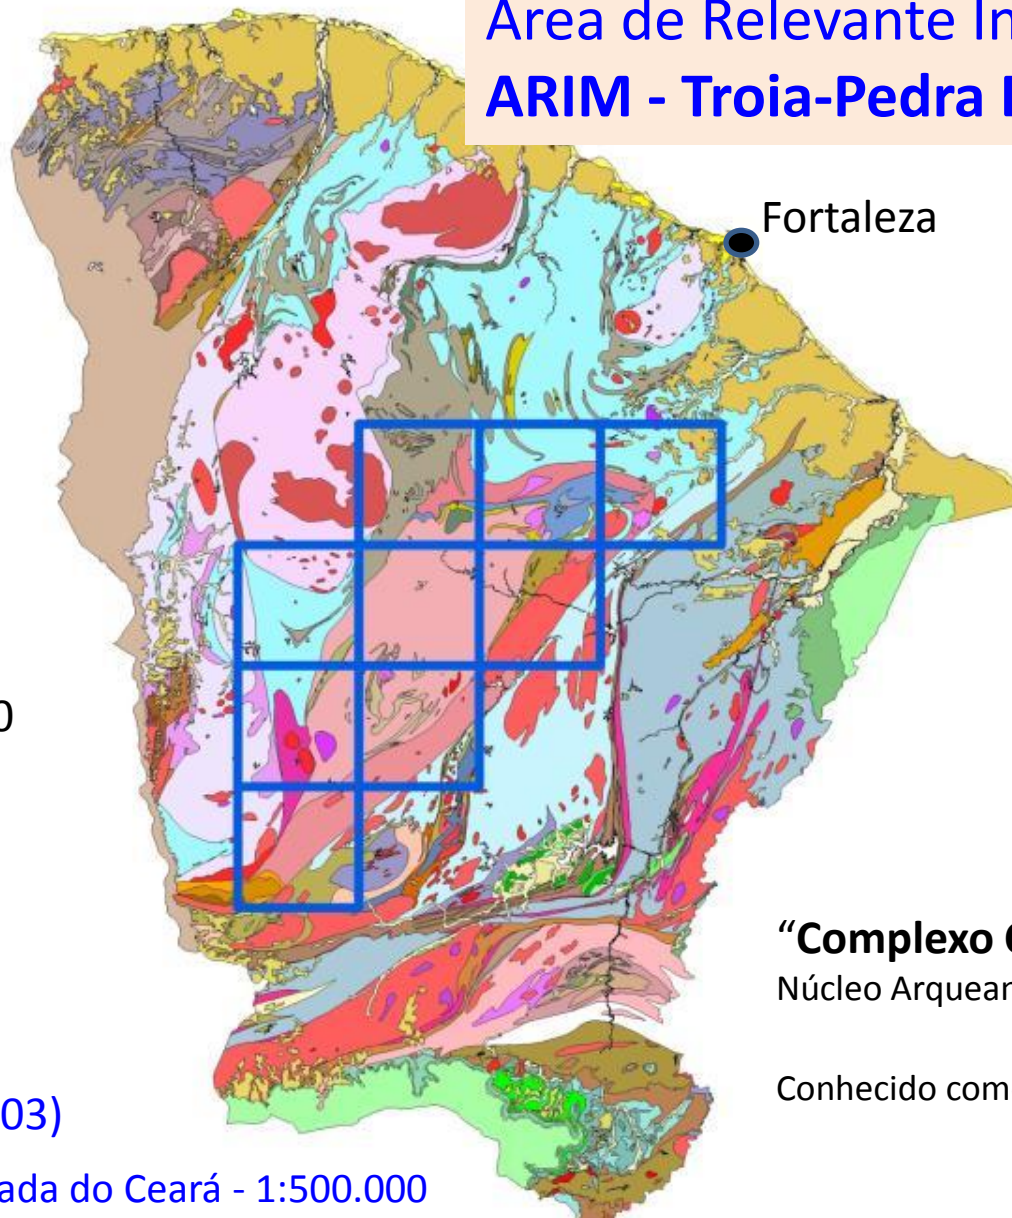 Área de Relevante In
ARIM - Troia-Pedra
Fortaleza
0
"Complexo
Núcleo Arquean
Conhecido com
03)
ada do Ceará - 1:500.000